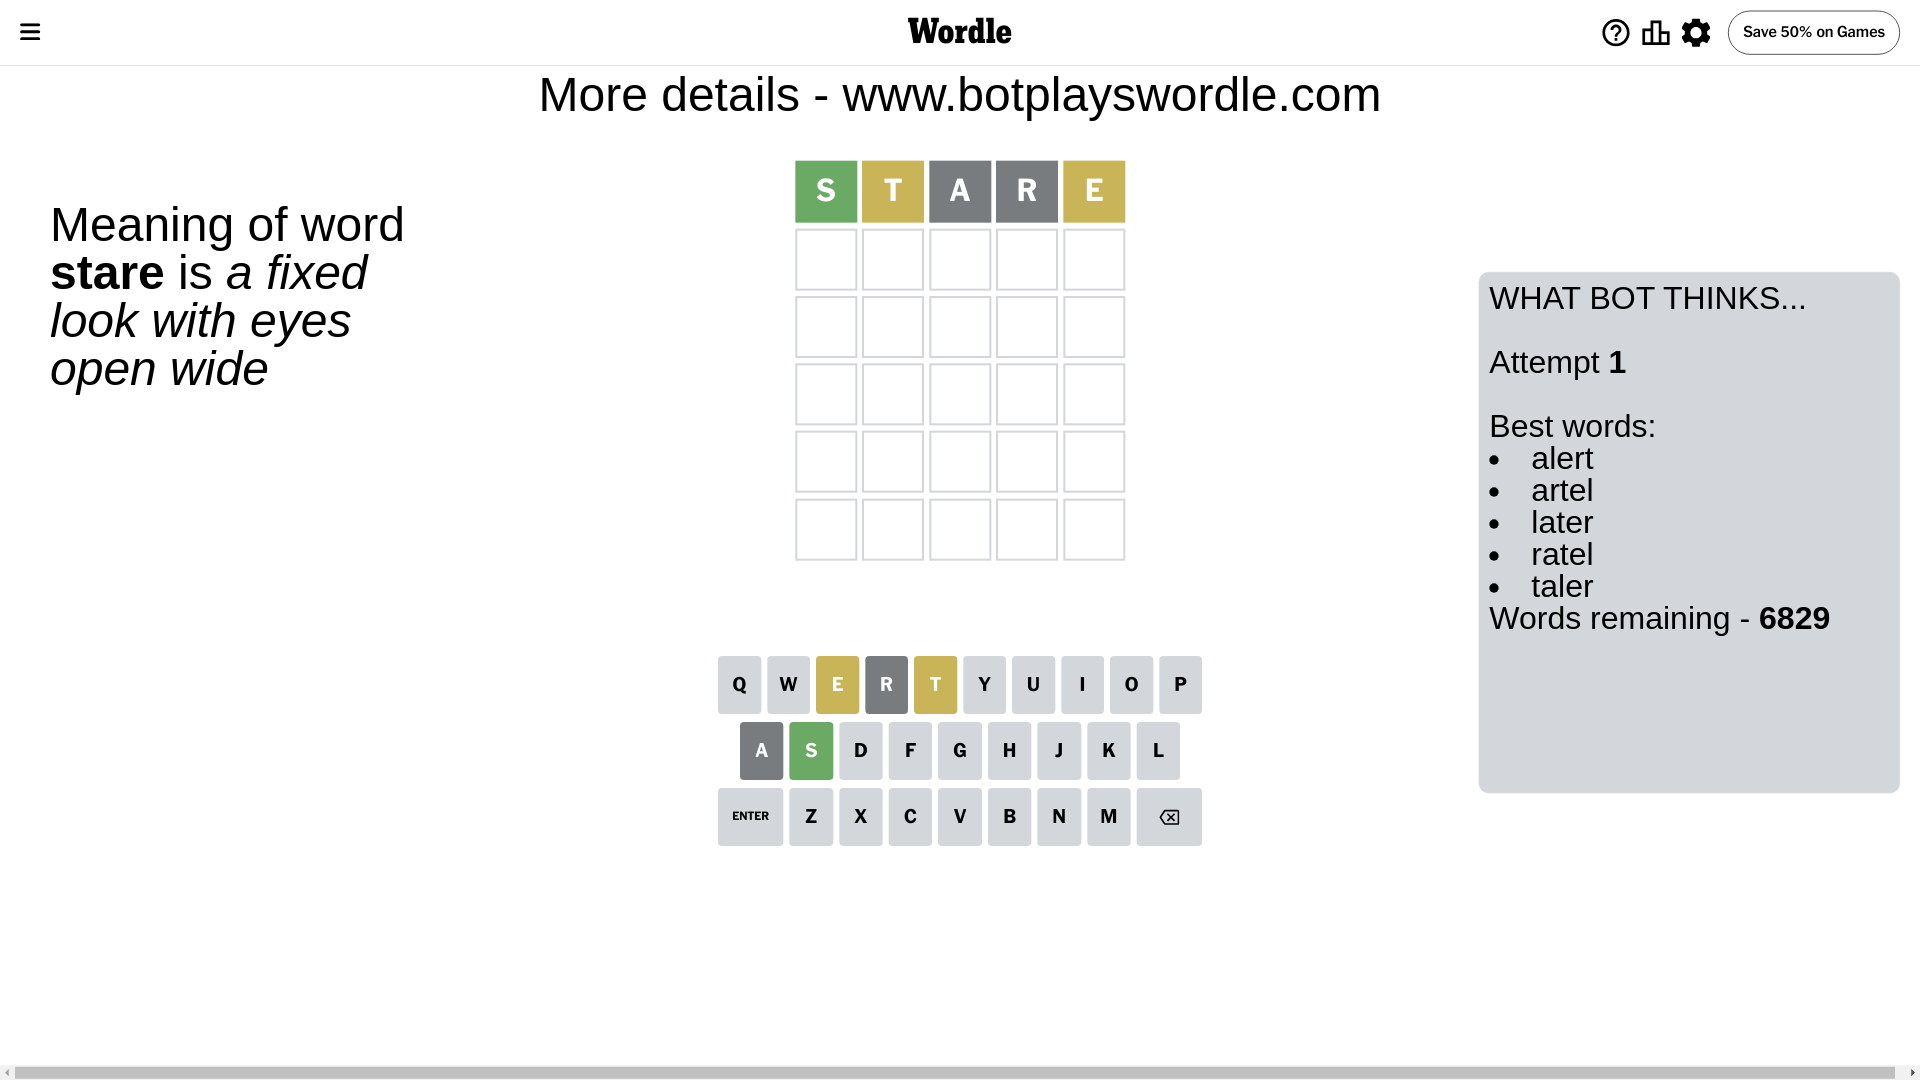 Wordle
Save 50% on Games
More details - www.botplayswordle.com
Meaning of word
stare is a fixed
look with eyes
open wide
S T A R E
WHAT BOT THINKS...
Attempt 1
Best words:
• alert
• artel
• later
• ratel
• taler
Words remaining - 6829
Q W E R T Y U I O P
A S D F G H J K L
ENTER Z X C V B N M